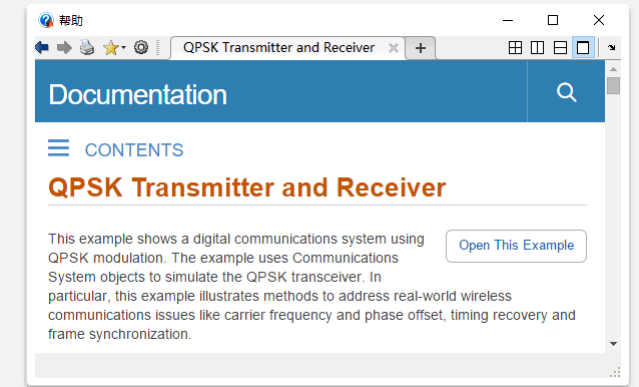 帮助
QPSK Transmitter and Receiver
Documentation
CONTENTS
QPSK Transmitter and Receiver
This example shows a digital communications system using
Open This Example
QPSK modulation. The example uses Communications
System objects to simulate the QPSK transceiver. In
particular, this example illustrates methods to address real-world wireless
communications issues like carrier frequency and phase offset, timing recovery and
frame synchronization.